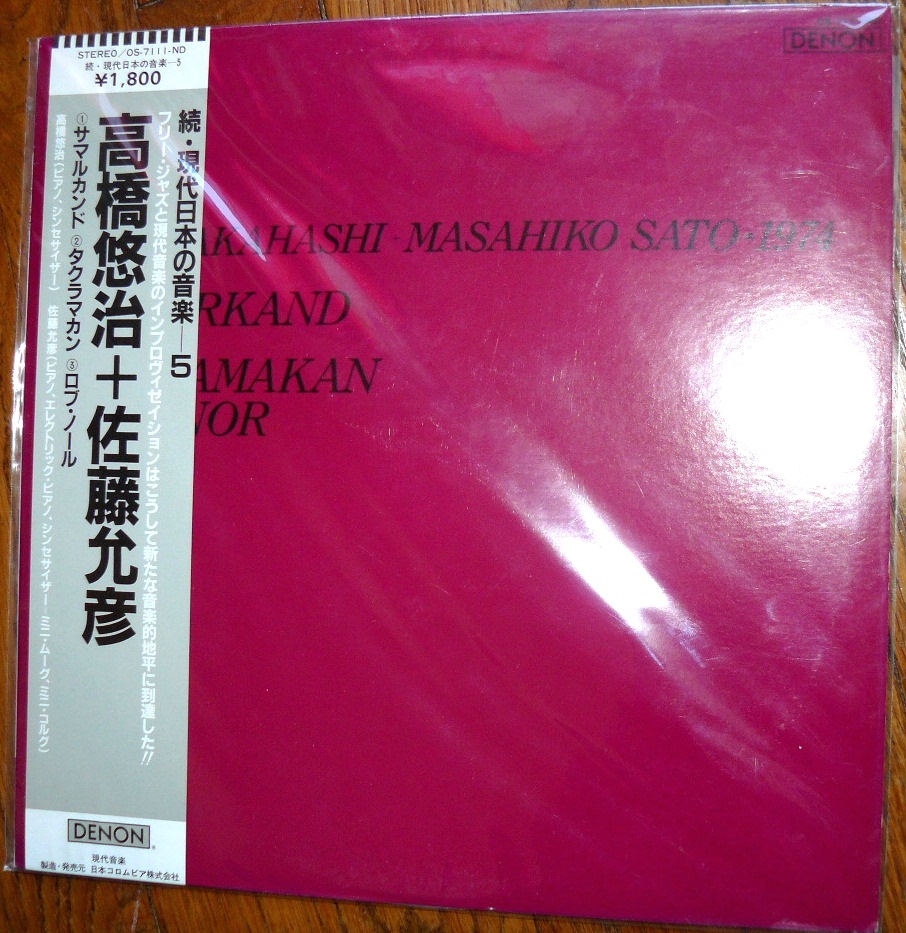 STEREO/OS-7111-ND
続・現代日本の音楽—5
¥1,800
続・現代日本の音楽—5
フリー・ジャズと現代音楽のインプロヴィゼイションはこうして新たな音楽的地平に到達した!!
高橋悠治+佐藤允彦
①サマルカンド ②タクラマカン ③ロブ・ノール
高橋悠治(ピアノ、シンセサイザー) 佐藤允彦(ピアノ、エレクトリック・ピアノ、シンセサイザー—ミニ・ムーグ、ミニ・コルグ)
DENON
現代音楽
製造・発売元 日本コロムビア株式会社
DENON
AKAHASHI · MASAHIKO SATO · 1974
RKAND
AMAKAN
NOR